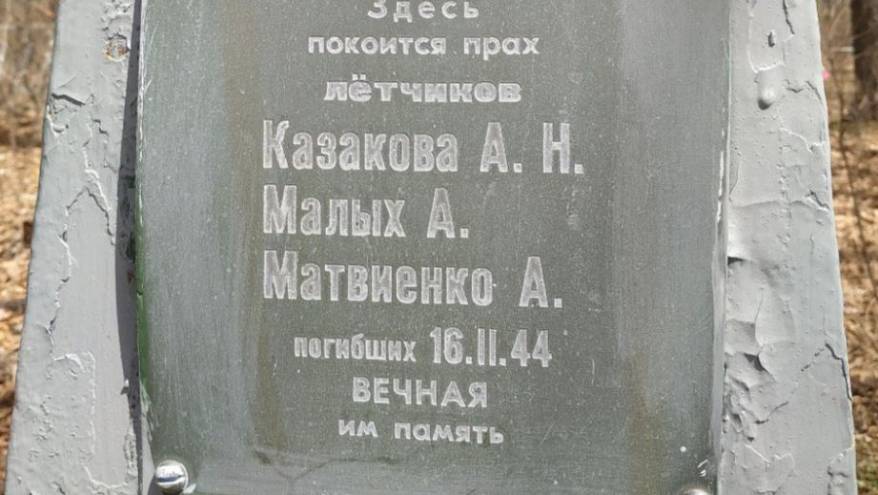 Здесь
покоится прах
лётчиков
Казакова А. Н.
Малых А.
Матвиенко А.
погибших 16.II.44
ВЕЧНАЯ
им память